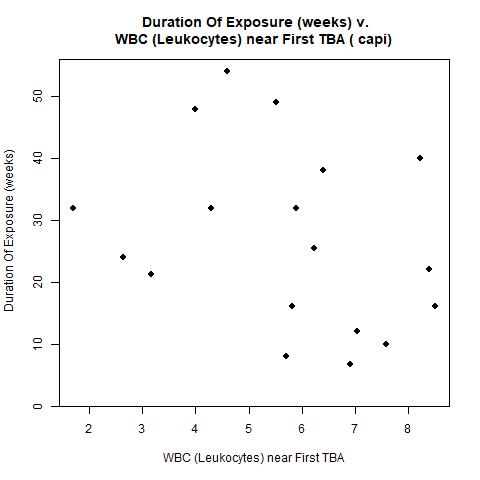 Duration Of Exposure (weeks) v.
WBC (Leukocytes) near First TBA ( capi)
Duration Of Exposure (weeks)
50
40
30
20
10
0
2 3 4 5 6 7 8
WBC (Leukocytes) near First TBA